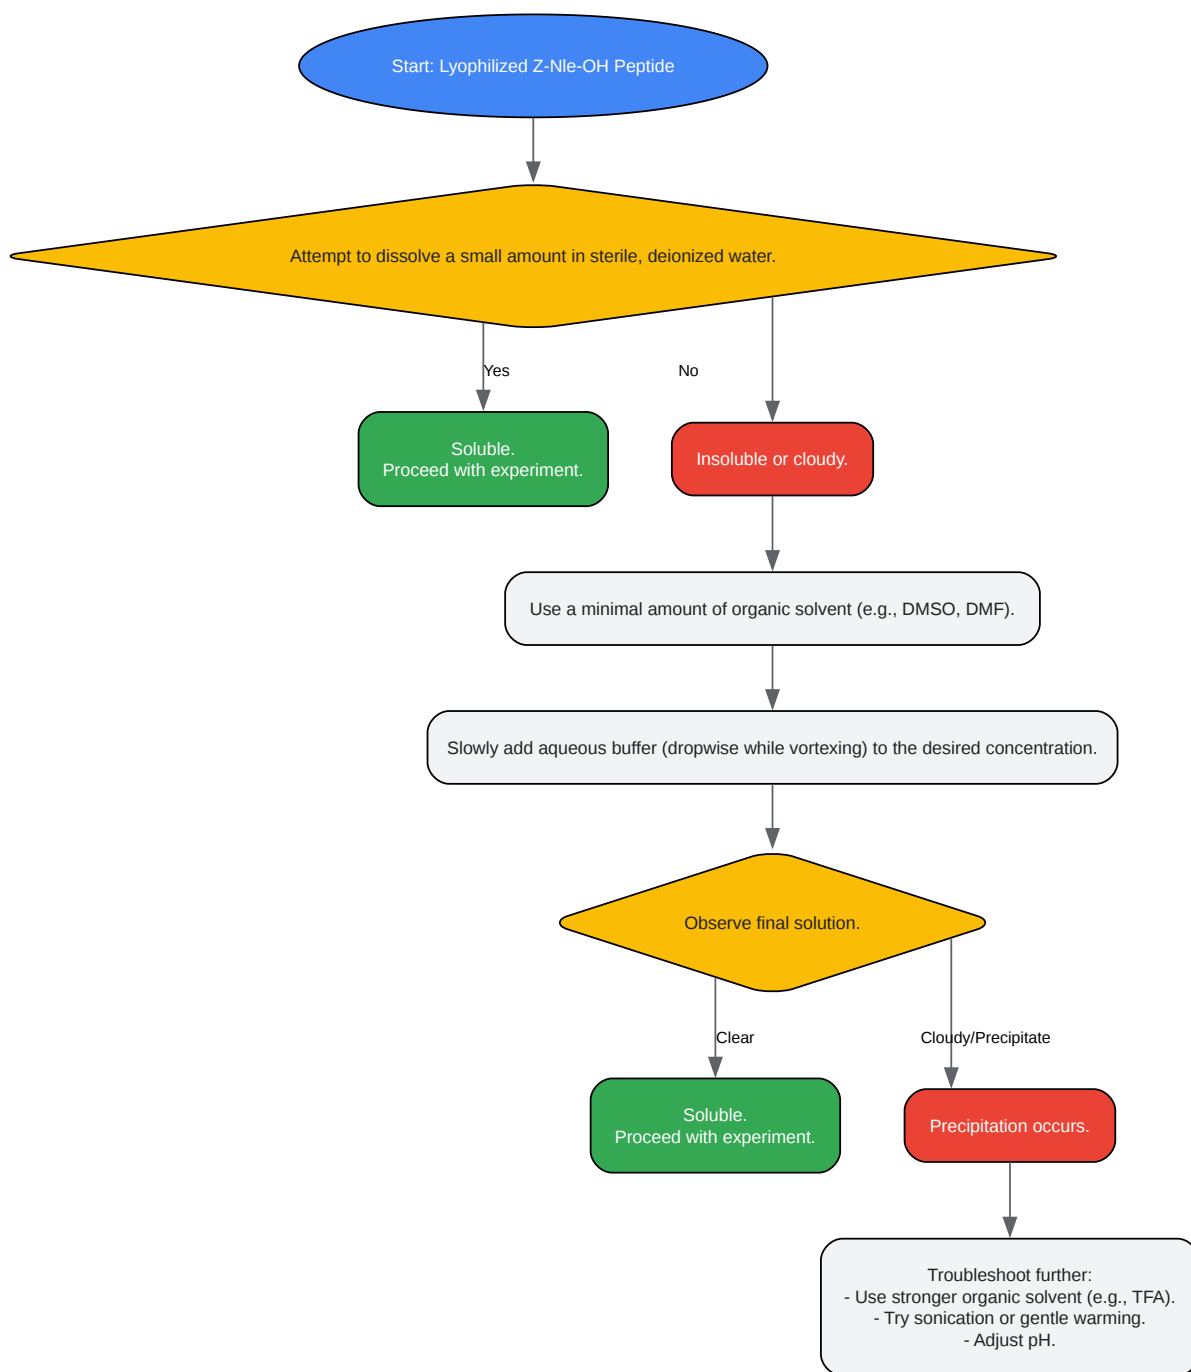 Start: Lyophilized Z-Nle-OH Peptide
Attempt to dissolve a small amount in sterile, deionized water.
Yes
No
Soluble.
Proceed with experiment.
Insoluble or cloudy.
Use a minimal amount of organic solvent (e.g., DMSO, DMF).
Slowly add aqueous buffer (dropwise while vortexing) to the desired concentration.
Observe final solution.
Clear
Cloudy/Precipitate
Soluble.
Proceed with experiment.
Precipitation occurs.
Troubleshoot further:
- Use stronger organic solvent (e.g., TFA).
- Try sonication or gentle warming.
- Adjust pH.